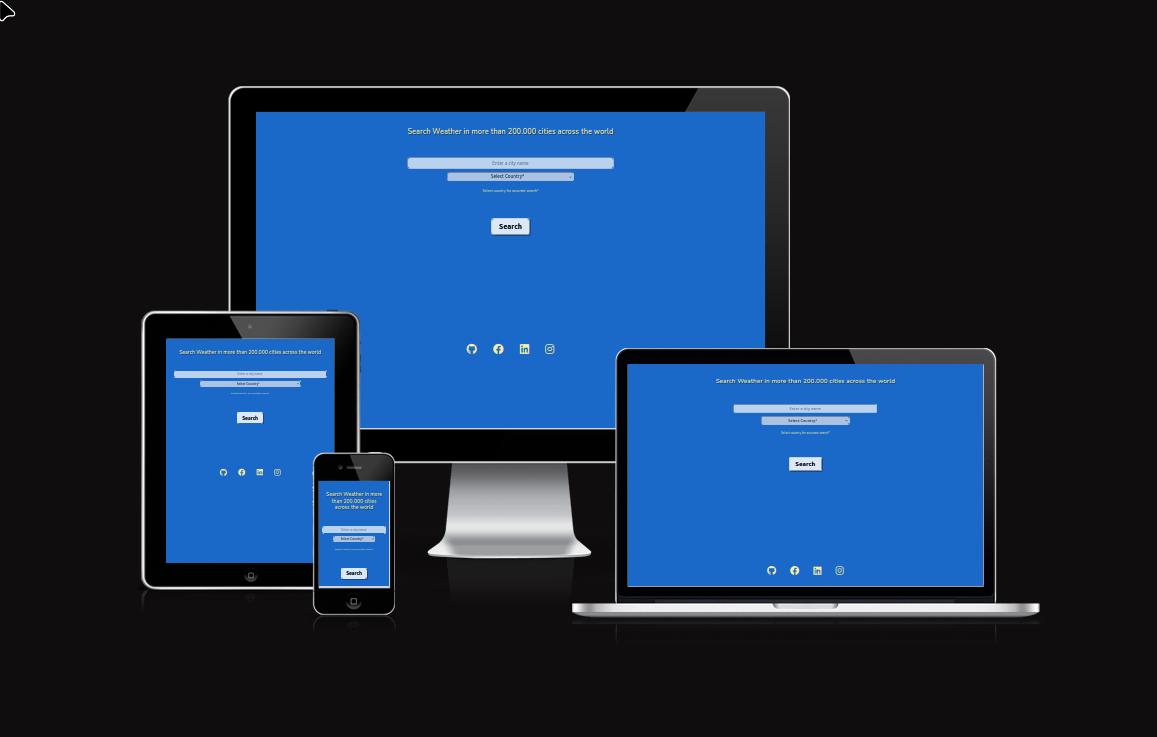 Search Weather in more than 200.000 cities across the world
Enter a city name
Select Country*
Select country for accurate search*
Search
Search Weather in more than 200.000 cities across the world
Enter a city name
Select Country*
Search
Search Weather in more
than 200.000 cities
across the world
Enter a city name
Select Country*
Search
Search Weather in more than 200.000 cities across the world
Enter a city name
Select Country*
Select country for accurate search*
Search